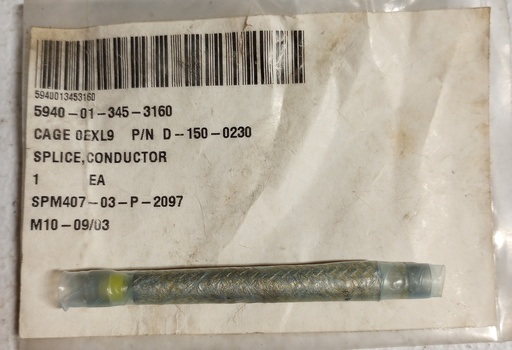 5940013453160
5940-01-345-3160
CAGE 0EXL9 P/N D-150-0230
SPLICE,CONDUCTOR
1 EA
SPM407-03-P-2097
M10-09/03